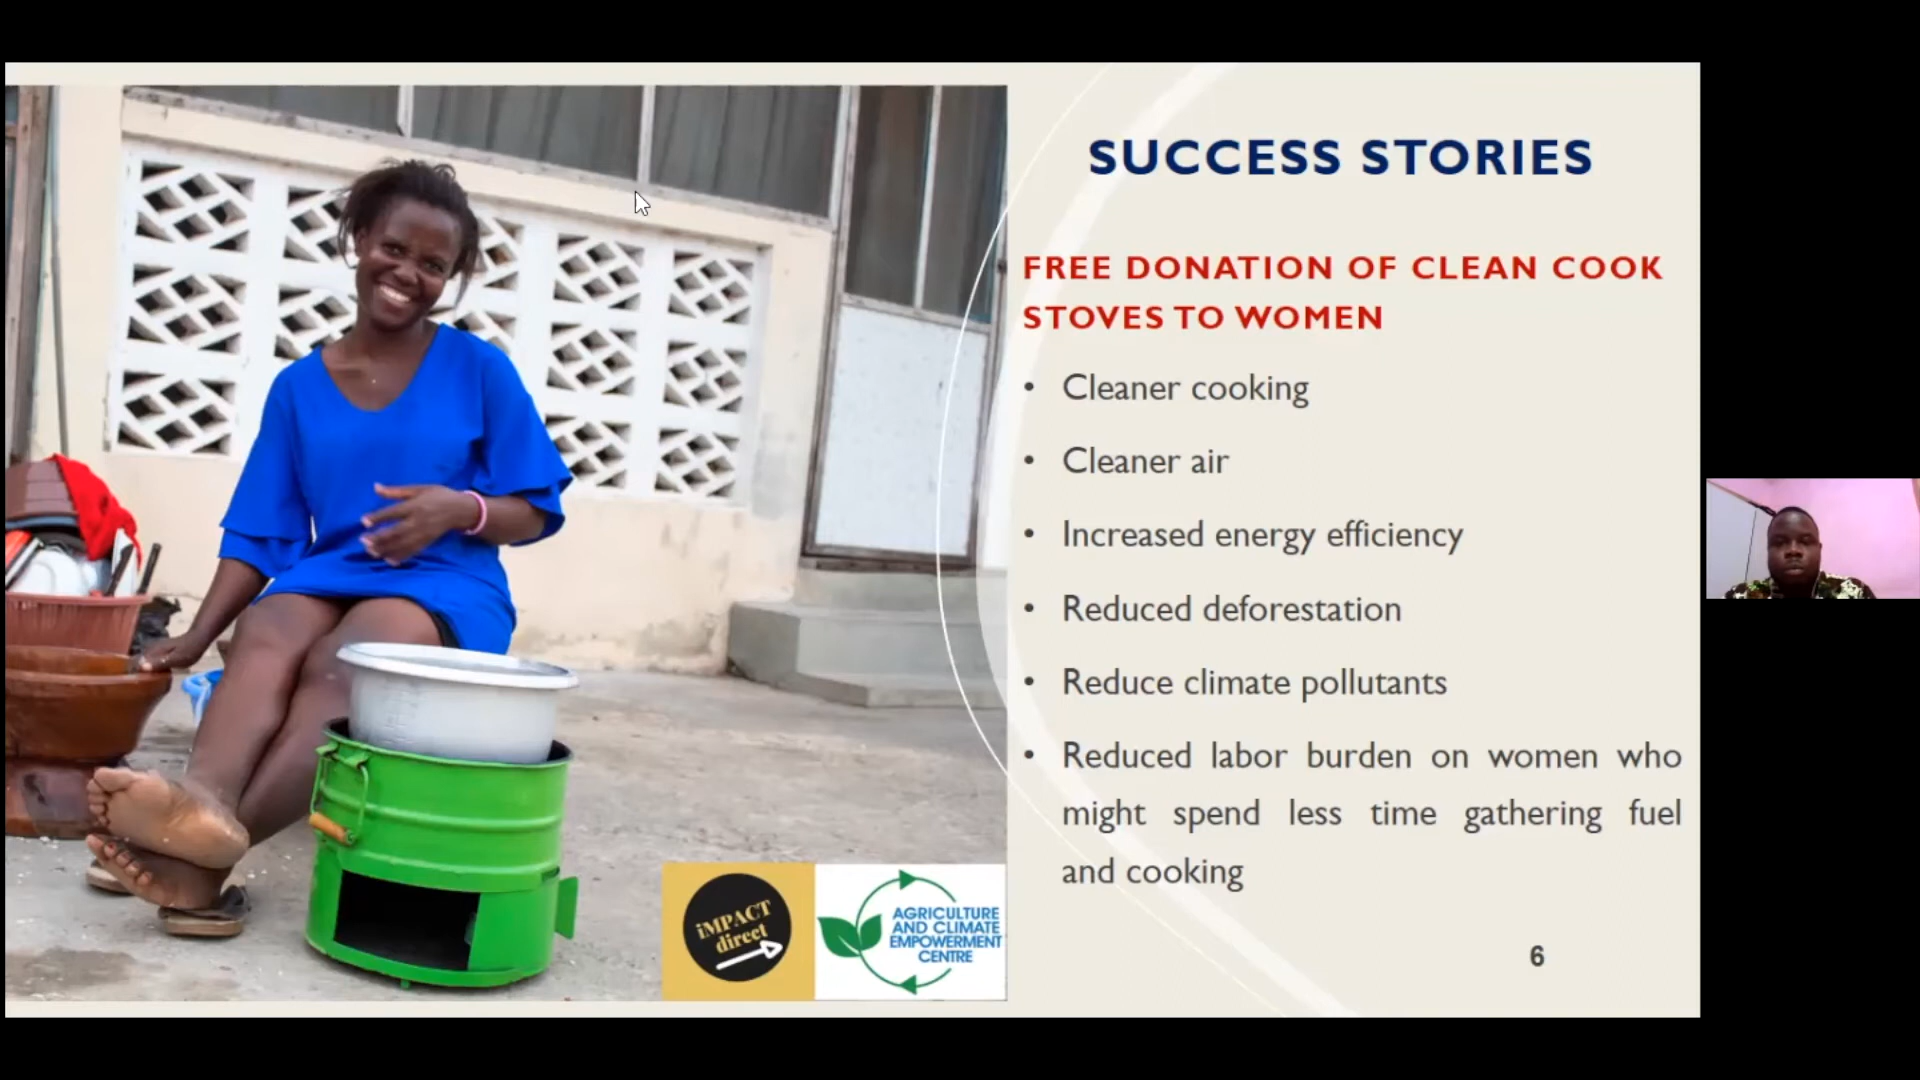 SUCCESS STORIES
FREE DONATION OF CLEAN COOK
STOVES TO WOMEN
• Cleaner cooking
• Cleaner air
• Increased energy efficiency
• Reduced deforestation
• Reduce climate pollutants
• Reduced labor burden on women who
might spend less time gathering fuel
and cooking
iMPACT
direct
AGRICULTURE
AND CLIMATE
EMPOWERMENT
CENTRE
6